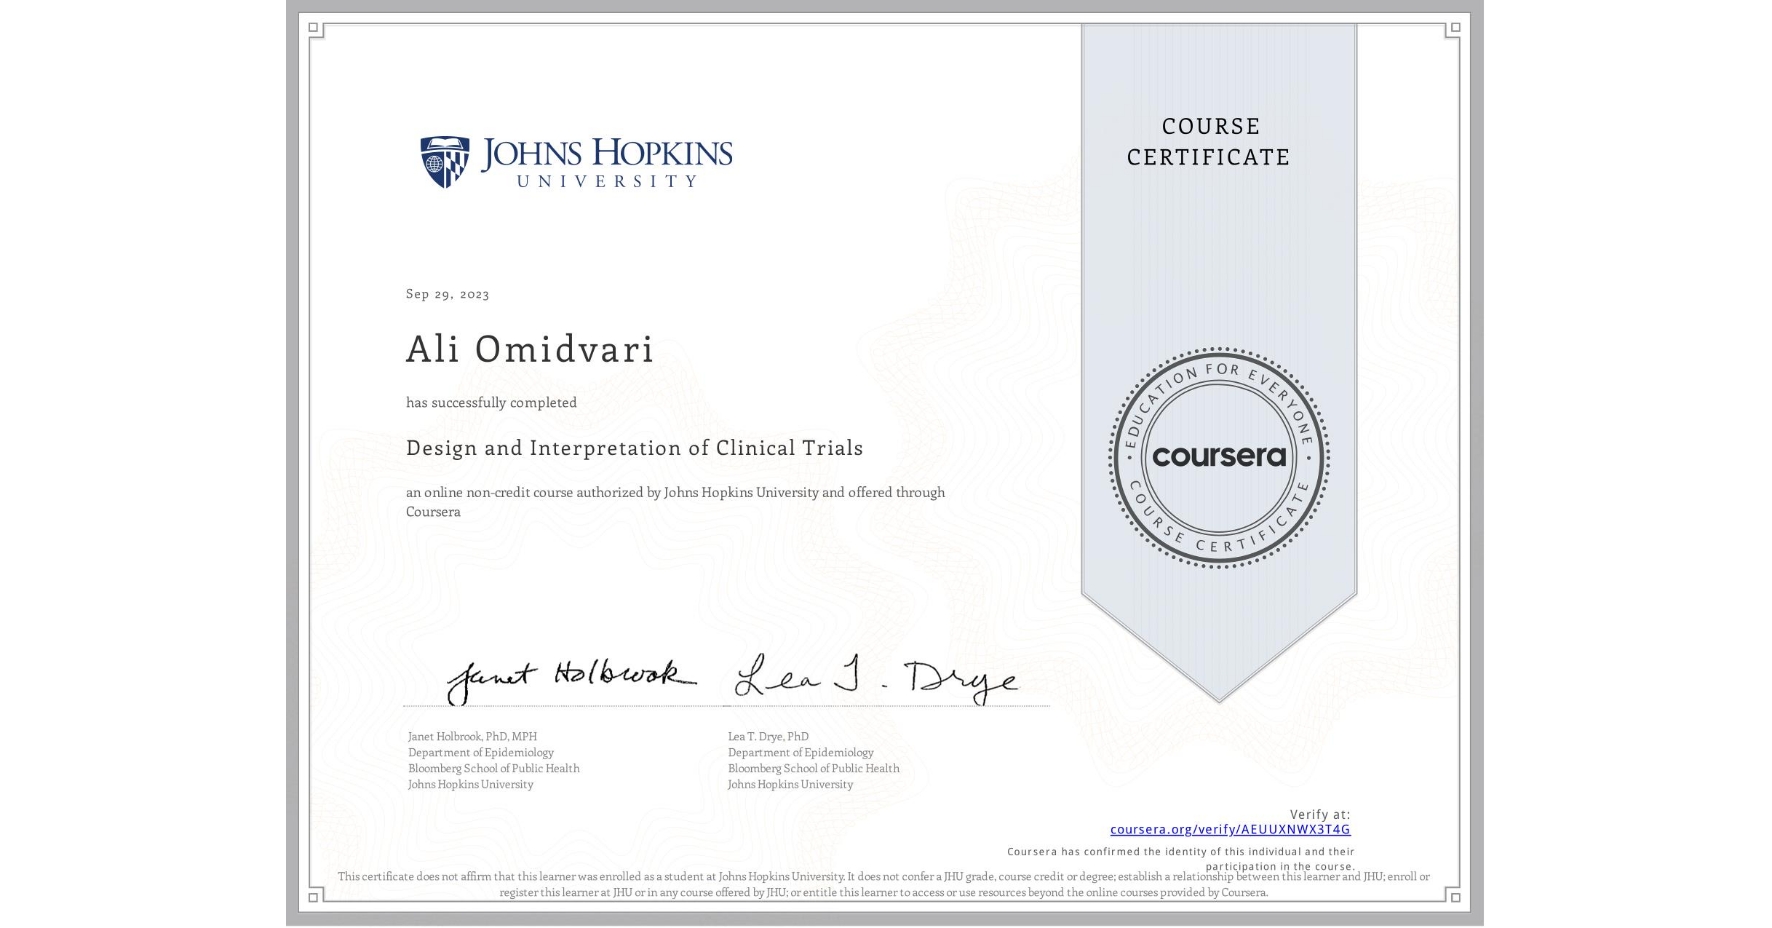 JOHNS HOPKINS
UNIVERSITY
COURSE
CERTIFICATE
Sep 29, 2023
Ali Omidvari
has successfully completed
Design and Interpretation of Clinical Trials
an online non-credit course authorized by Johns Hopkins University and offered through
Coursera
EDUCATION FOR EVERYONE
coursera
COURSE CERTIFICATE
Janet Holbrook
Lea T. Drye
Janet Holbrook, PhD, MPH
Department of Epidemiology
Bloomberg School of Public Health
Johns Hopkins University
Lea T. Drye, PhD
Department of Epidemiology
Bloomberg School of Public Health
Johns Hopkins University
Verify at:
coursera.org/verify/AEUUXNWX3T4G
Coursera has confirmed the identity of this individual and their
participation in the course.
This certificate does not affirm that this learner was enrolled as a student at Johns Hopkins University. It does not confer a JHU grade, course credit or degree; establish a relationship between this learner and JHU; enroll or
register this learner at JHU or in any course offered by JHU; or entitle this learner to access or use resources beyond the online courses provided by Coursera.